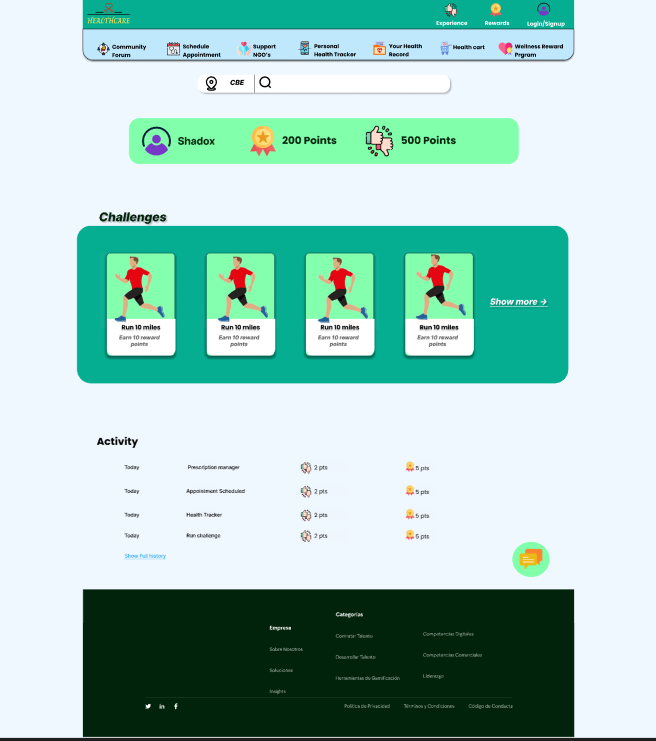 HEALTHCARE
Experience
Rewards
Login/Signup
Community
Forum
Schedule
Appointment
Support
NGO's
Personal
Health Tracker
Your Health
Record
Health cart
Wellness Reward
Prgram
CBE
Shadox
200 Points
500 Points
Challenges
Run 10 miles
Earn 10 reward
points
Run 10 miles
Earn 10 reward
points
Run 10 miles
Earn 10 reward
points
Run 10 miles
Earn 10 reward
points
Show more →
Activity
Today Prescription manager 2 pts 5 pts
Today Appointment Scheduled 2 pts 5 pts
Today Health Tracker 2 pts 5 pts
Today Run challenge 2 pts 5 pts
Show Full history
Categorías
Empresa
Contratar Talento
Competencias Digitales
Sobre Nosotros
Desarrollar Talento
Competencias Comerciales
Soluciones
Herramientas de Gamificación
Liderazgo
Insights
Política de Privacidad Términos y Condiciones Código de Conducta